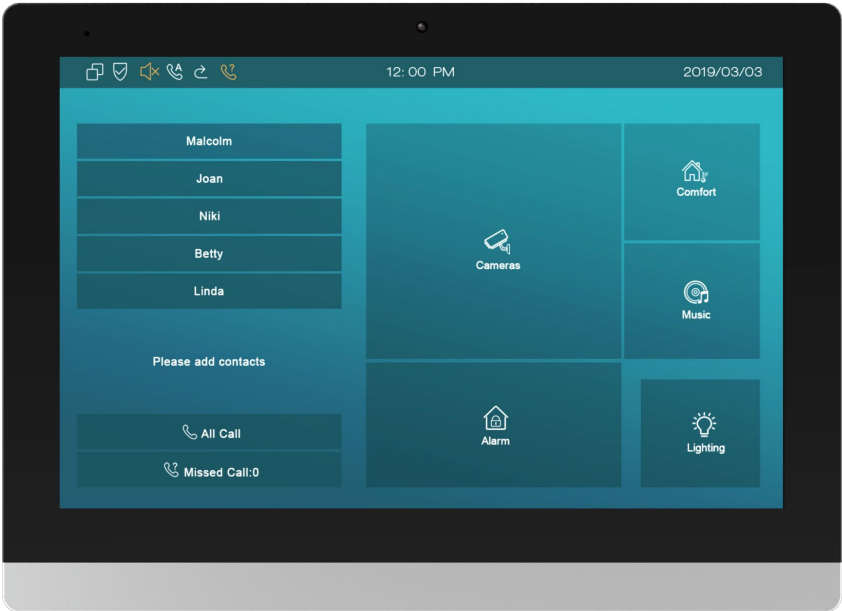 12:00 PM
2019/03/03
Malcolm
Joan
Niki
Betty
Linda
Please add contacts
All Call
Missed Call:0
Cameras
Alarm
Comfort
Music
Lighting